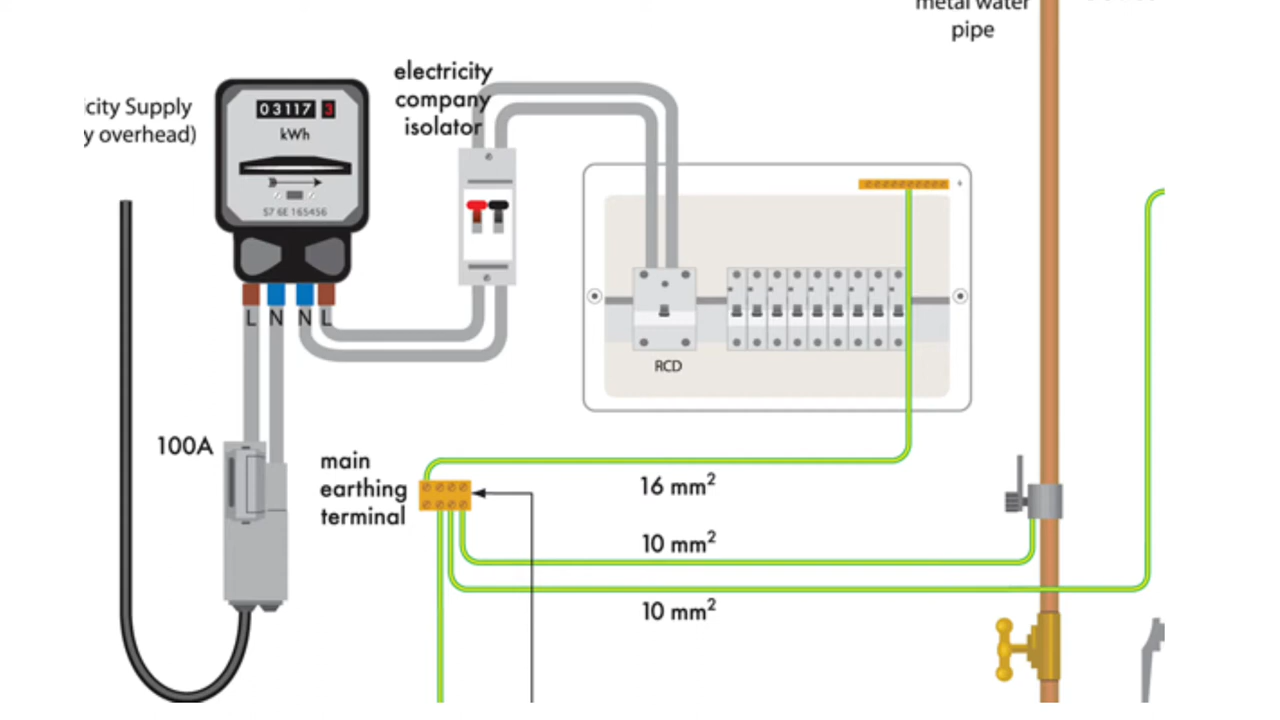 metal water
pipe
icity Supply
y overhead)
electricity
company
isolator
03117 3
kWh
S7 6E 165456
L N N L
RCD
100A
main
earthing
terminal
16 mm²
10 mm²
10 mm²